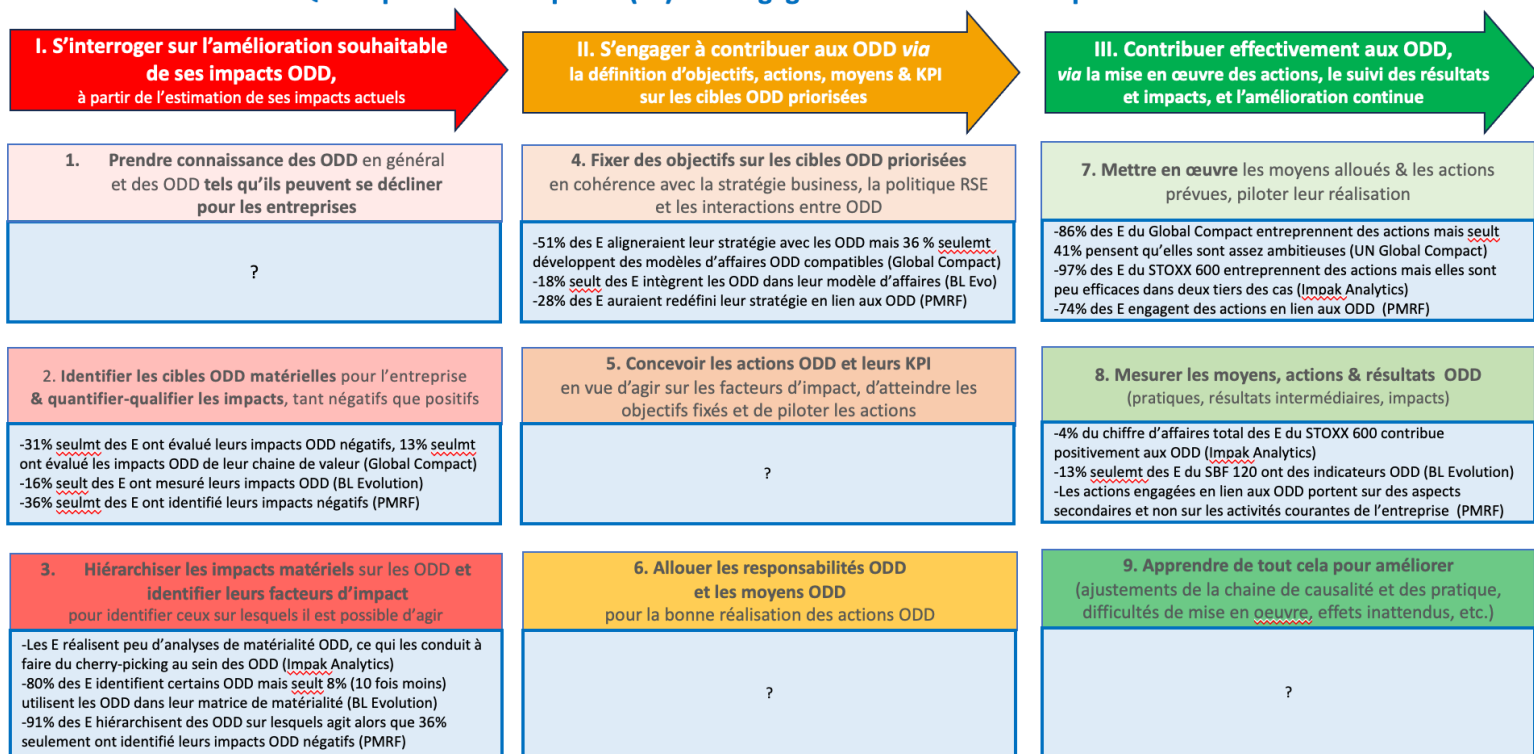 I. S'interroger sur l'amélioration souhaitable
de ses impacts ODD,
à partir de l'estimation de ses impacts actuels
II. S'engager à contribuer aux ODD via
la définition d'objectifs, actions, moyens & KPI
sur les cibles ODD priorisées
III. Contribuer effectivement aux ODD,
via la mise en œuvre des actions, le suivi des résultats
et impacts, et l'amélioration continue
1. Prendre connaissance des ODD en général
et des ODD tels qu'ils peuvent se décliner
pour les entreprises
?
4. Fixer des objectifs sur les cibles ODD priorisées
en cohérence avec la stratégie business, la politique RSE
et les interactions entre ODD
-51% des E aligneraient leur stratégie avec les ODD mais 36 % seulemt
développent des modèles d'affaires ODD compatibles (Global Compact)
-18% seult des E intègrent les ODD dans leur modèle d'affaires (BL Evo)
-28% des E auraient redéfini leur stratégie en lien aux ODD (PMRF)
7. Mettre en œuvre les moyens alloués & les actions
prévues, piloter leur réalisation
-86% des E du Global Compact entreprennent des actions mais seult
41% pensent qu'elles sont assez ambitieuses (UN Global Compact)
-97% des E du STOXX 600 entreprennent des actions mais elles sont
peu efficaces dans deux tiers des cas (Impak Analytics)
-74% des E engagent des actions en lien aux ODD (PMRF)
2. Identifier les cibles ODD matérielles pour l'entreprise
& quantifier-qualifier les impacts, tant négatifs que positifs
-31% seulmt des E ont évalué leurs impacts ODD négatifs, 13% seulmt
ont évalué les impacts ODD de leur chaine de valeur (Global Compact)
-16% seult des E ont mesuré leurs impacts ODD (BL Evolution)
-36% seulmt des E ont identifié leurs impacts négatifs (PMRF)
5. Concevoir les actions ODD et leurs KPI
en vue d'agir sur les facteurs d'impact, d'atteindre les
objectifs fixés et de piloter les actions
?
8. Mesurer les moyens, actions & résultats ODD
(pratiques, résultats intermédiaires, impacts)
-4% du chiffre d'affaires total des E du STOXX 600 contribue
positivement aux ODD (Impak Analytics)
-13% seulemt des E du SBF 120 ont des indicateurs ODD (BL Evolution)
-Les actions engagées en lien aux ODD portent sur des aspects
secondaires et non sur les activités courantes de l'entreprise (PMRF)
3. Hiérarchiser les impacts matériels sur les ODD et
identifier leurs facteurs d'impact
pour identifier ceux sur lesquels il est possible d'agir
-Les E réalisent peu d'analyses de matérialité ODD, ce qui les conduit à
faire du cherry-picking au sein des ODD (Impak Analytics)
-80% des E identifient certains ODD mais seult 8% (10 fois moins)
utilisent les ODD dans leur matrice de matérialité (BL Evolution)
-91% des E hiérarchisent des ODD sur lesquels agit alors que 36%
seulement ont identifié leurs impacts ODD négatifs (PMRF)
6. Allouer les responsabilités ODD
et les moyens ODD
pour la bonne réalisation des actions ODD
?
9. Apprendre de tout cela pour améliorer
(ajustements de la chaine de causalité et des pratique,
difficultés de mise en oeuvre, effets inattendus, etc.)
?